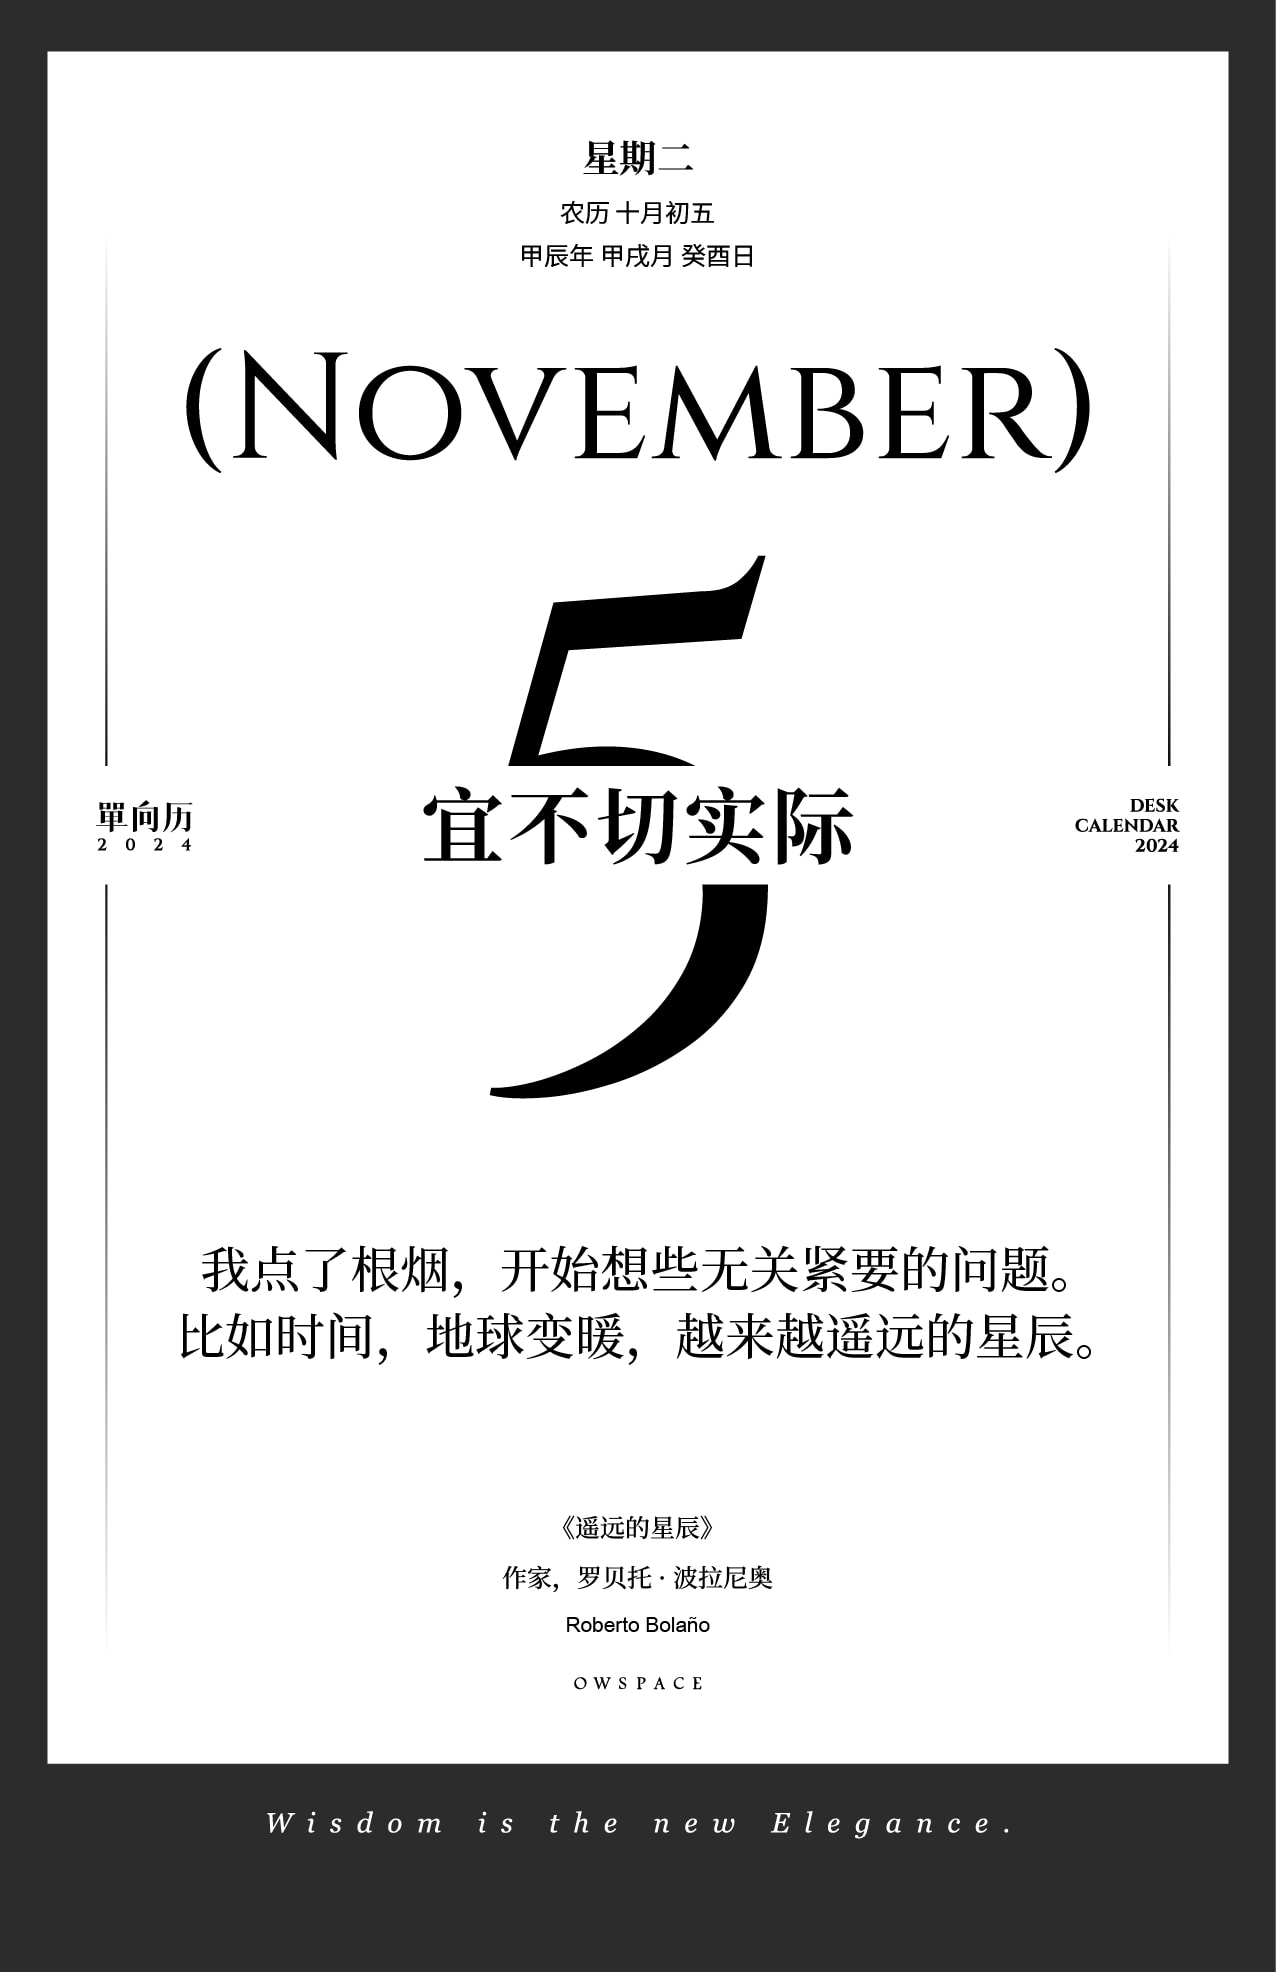 星期二
农历 十月初五
甲辰年 甲戌月 癸酉日
(NOVEMBER)
5
單向历
2024
宜不切实际
DESK
CALENDAR
2024
我点了根烟，开始想些无关紧要的问题。
比如时间，地球变暖，越来越遥远的星辰。
《遥远的星辰》
作家，罗贝托·波拉尼奥
Roberto Bolaño
OWSPACE
Wisdom is the new Elegance.